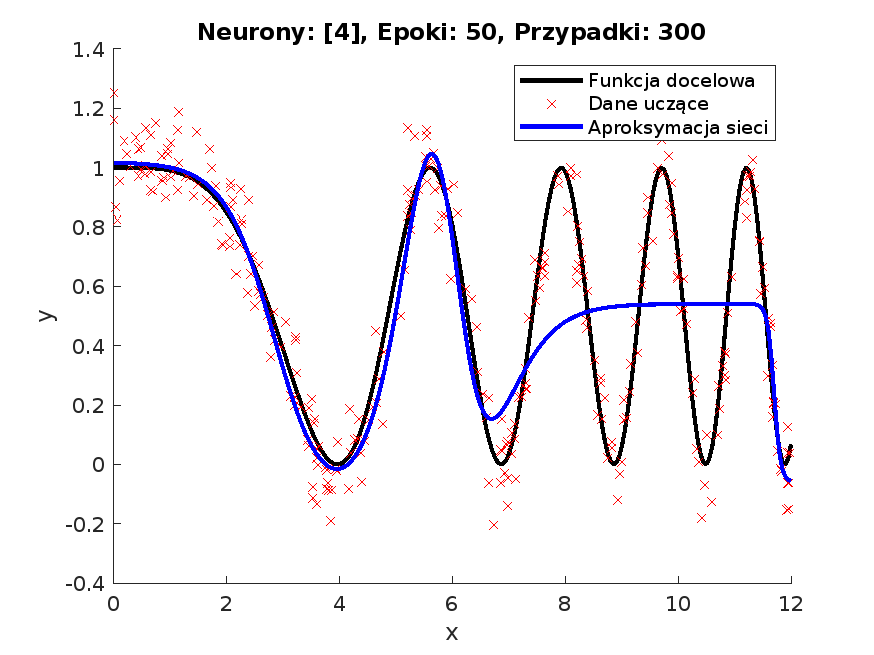 Neurony: [4], Epoki: 50, Przypadki: 300
1.4
1.2
1
0.8
0.6
0.4
0.2
0
-0.2
-0.4
y
Funkcja docelowa
Dane uczące
Aproksymacja sieci
0 2 4 6 8 10 12
x